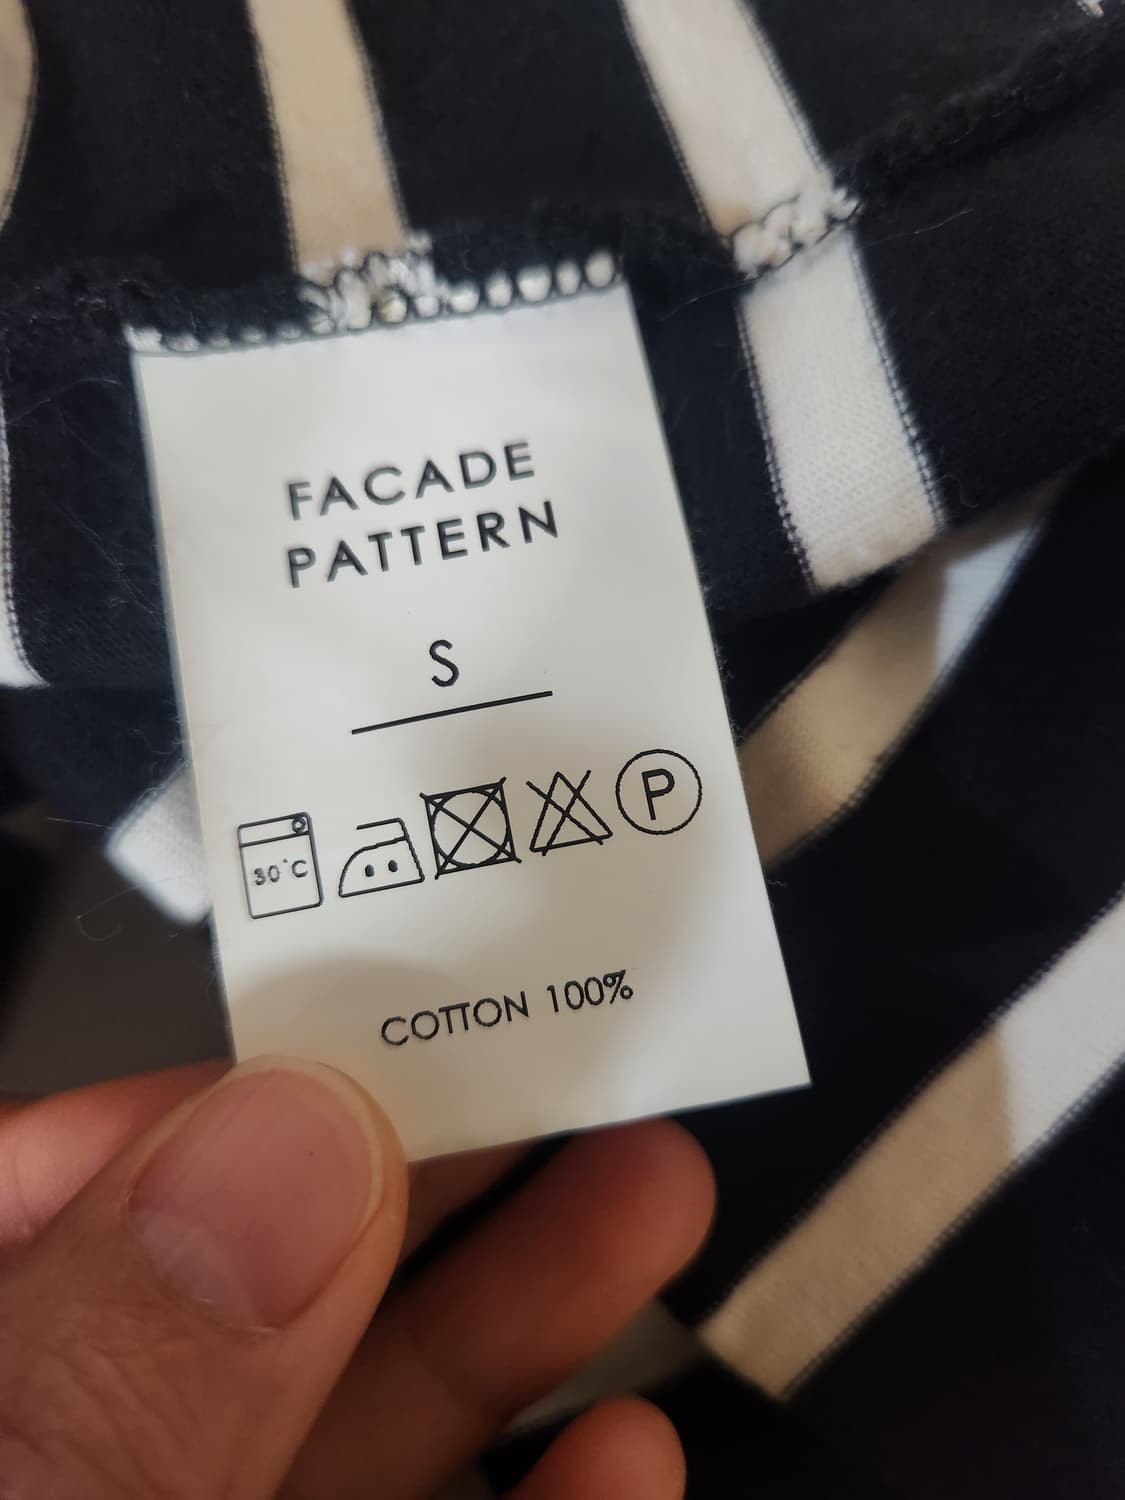 FACADE
PATTERN
S
30°C
P
COTTON 100%